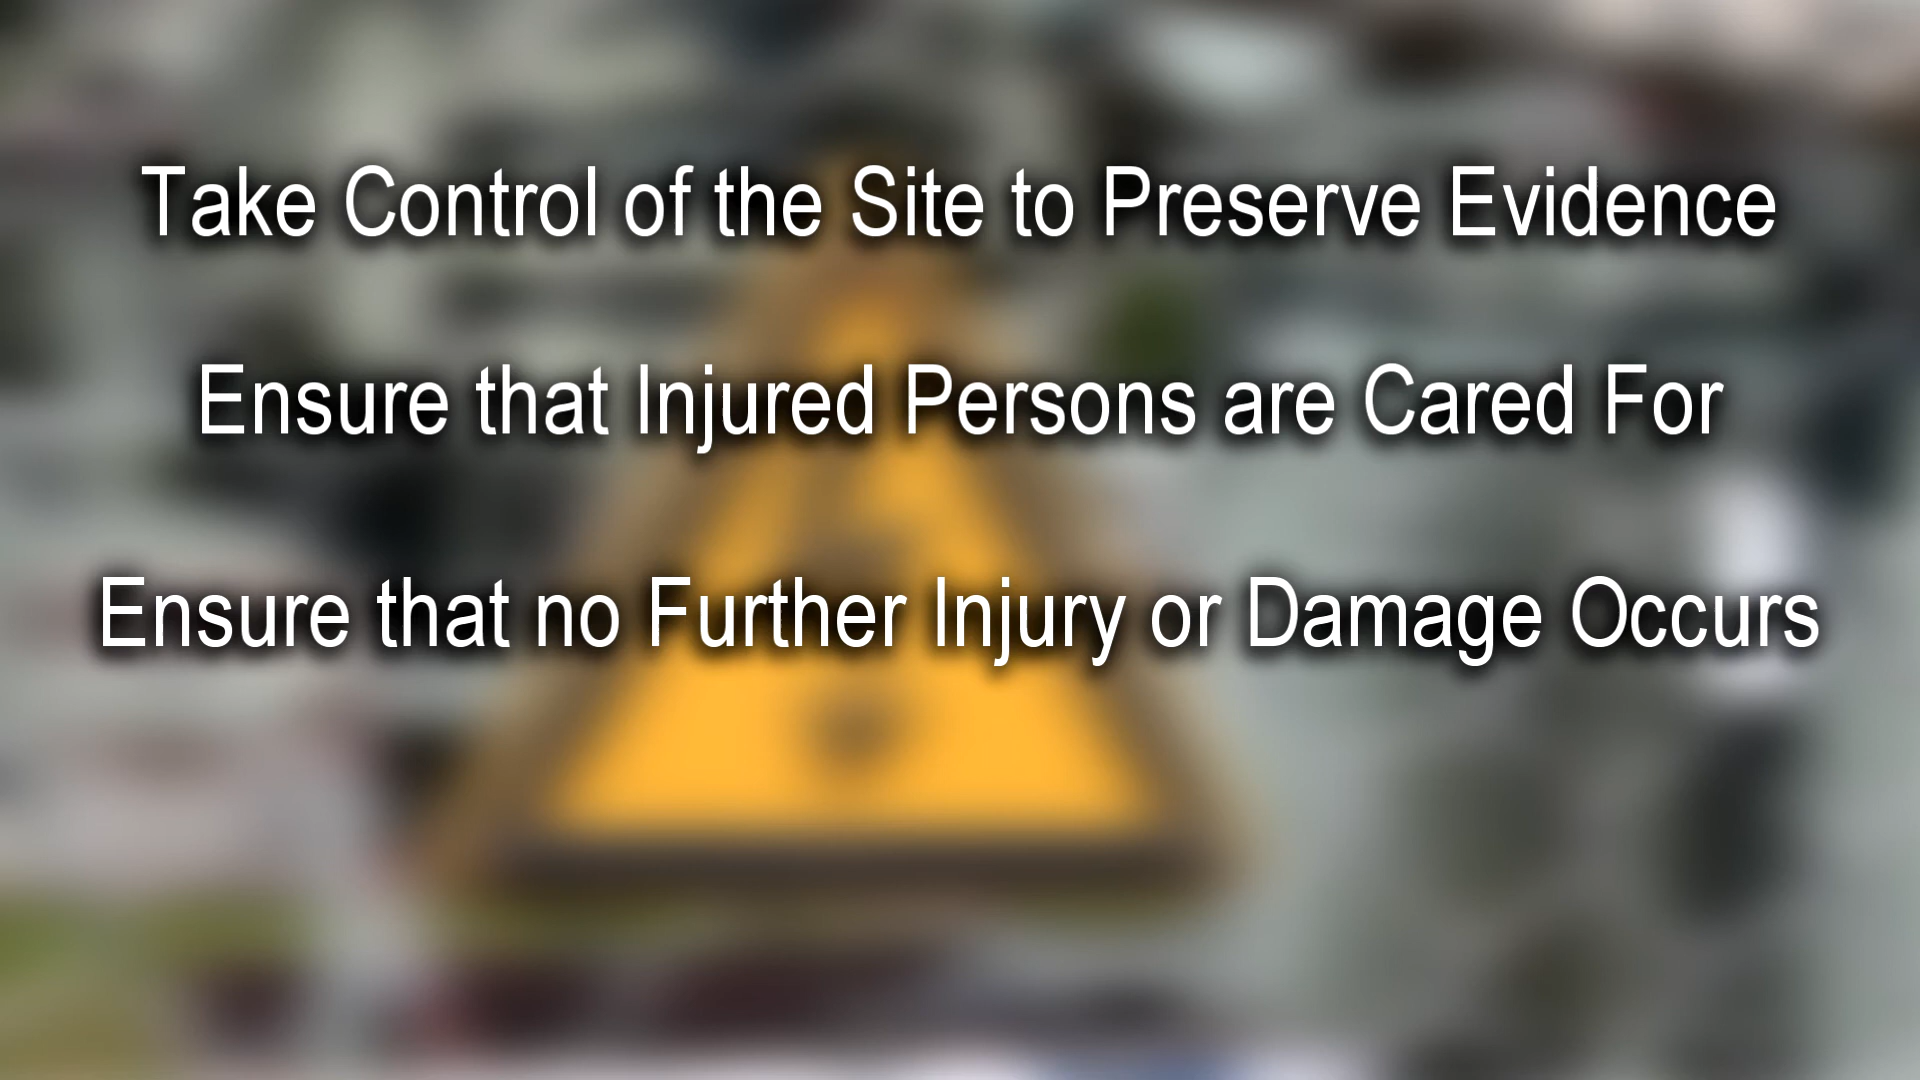 Take Control of the Site to Preserve Evidence
Ensure that Injured Persons are Cared For
Ensure that no Further Injury or Damage Occurs